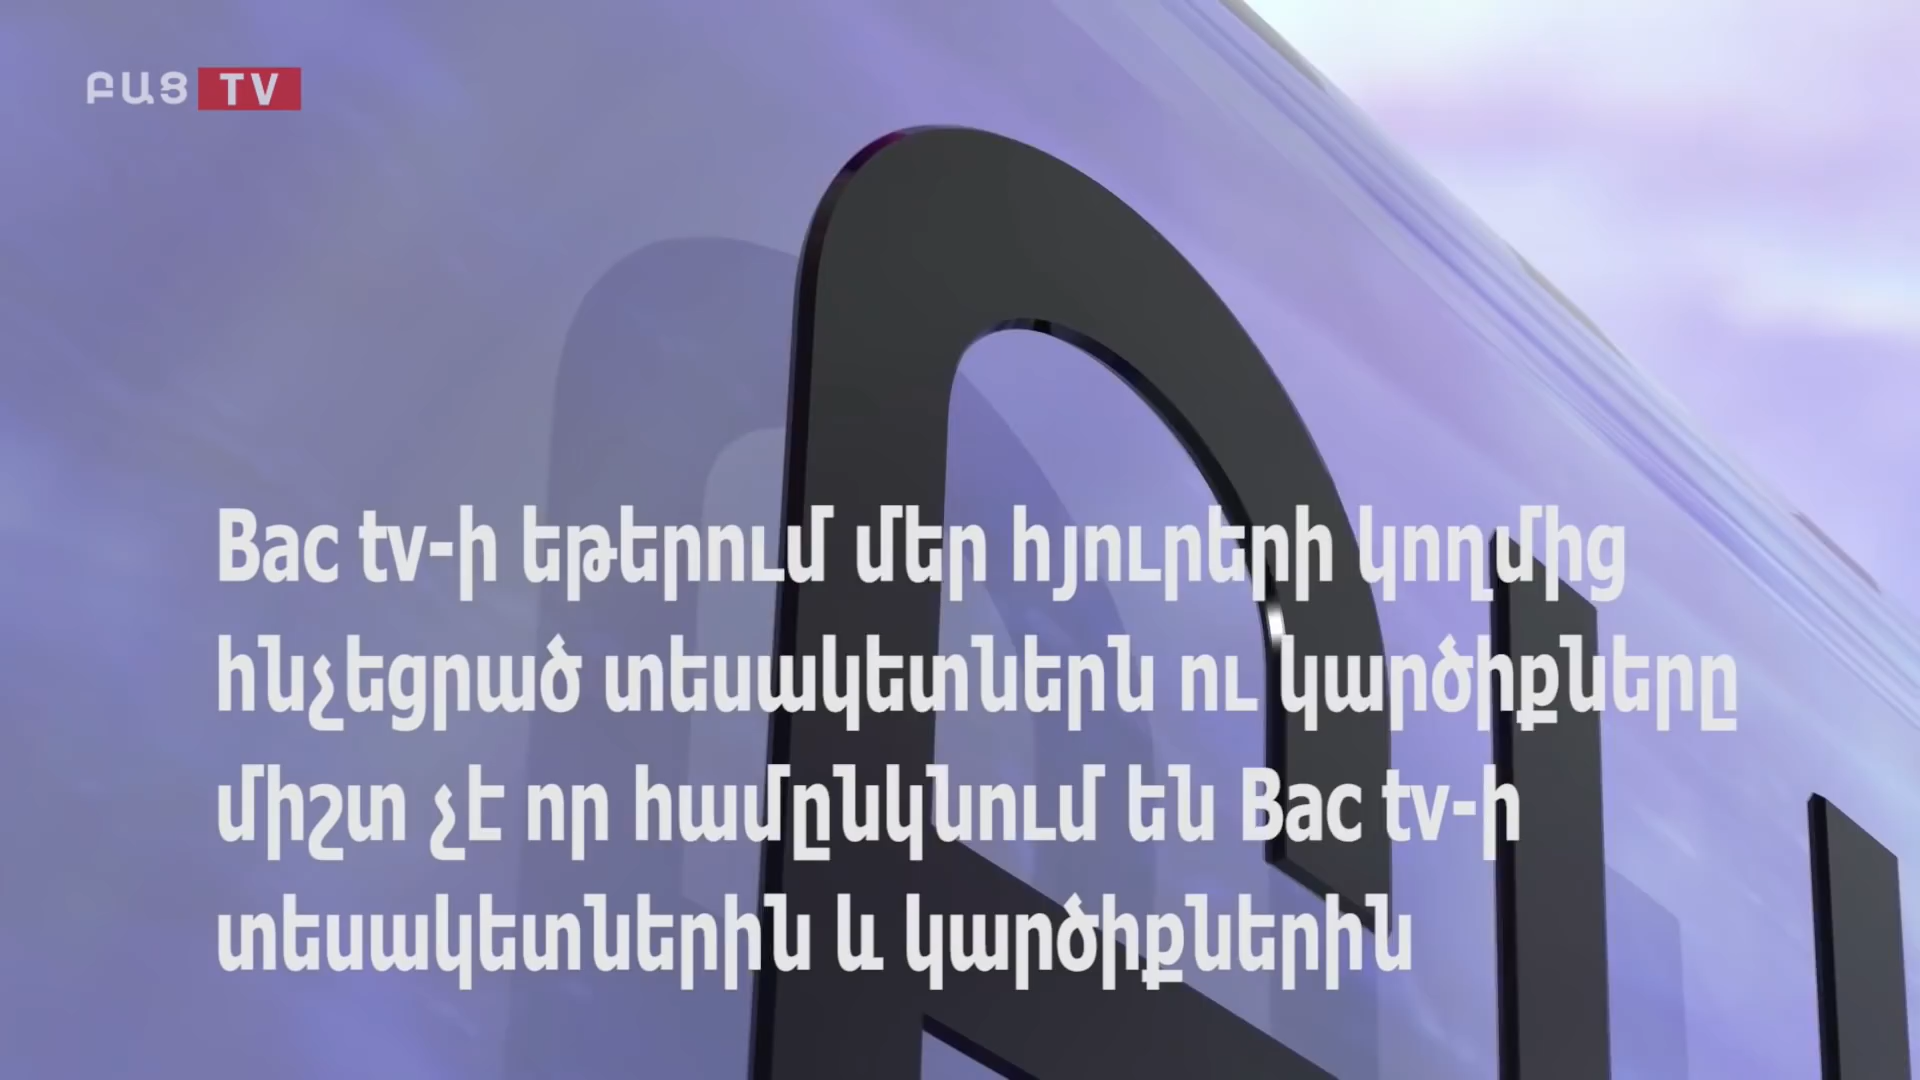 ԲԱՑ TV
Bac tv-ի եթերում մեր հյուրերի կողմից
հնչեցրած տեսակետներն ու կարծիքները
միշտ չէ որ համընկնում են Bac tv-ի
տեսակետներին և կարծիքներին